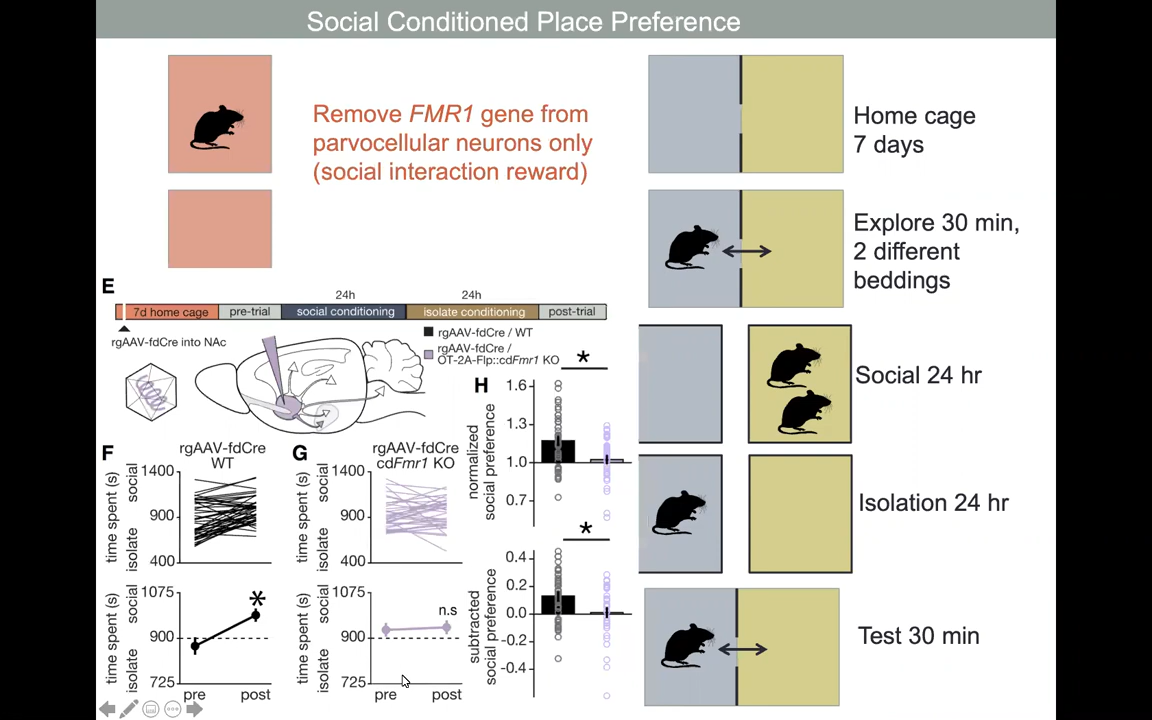 Social Conditioned Place Preference
Remove FMR1 gene from
parvocellular neurons only
(social interaction reward)
Home cage
7 days
Explore 30 min,
2 different
beddings
Social 24 hr
Isolation 24 hr
Test 30 min
E
24h
24h
7d home cage
pre-trial
social conditioning
isolate conditioning
post-trial
rgAAV-fdCre into NAc
rgAAV-fdCre / WT
rgAAV-fdCre /
OT-2A-Flp::cdFmr1 KO
F
rgAAV-fdCre
WT
time spent (s)
isolate social
1400
900
400
time spent (s)
isolate social
1075
900
725
*
pre
post
G
rgAAV-fdCre
cdFmr1 KO
time spent (s)
isolate social
1400
900
400
time spent (s)
isolate social
1075
900
725
n.s
pre
post
H
*
normalized
social preference
1.6
1.3
1.0
0.7
*
subtracted
social preference
0.4
0.2
0.0
-0.2
-0.4